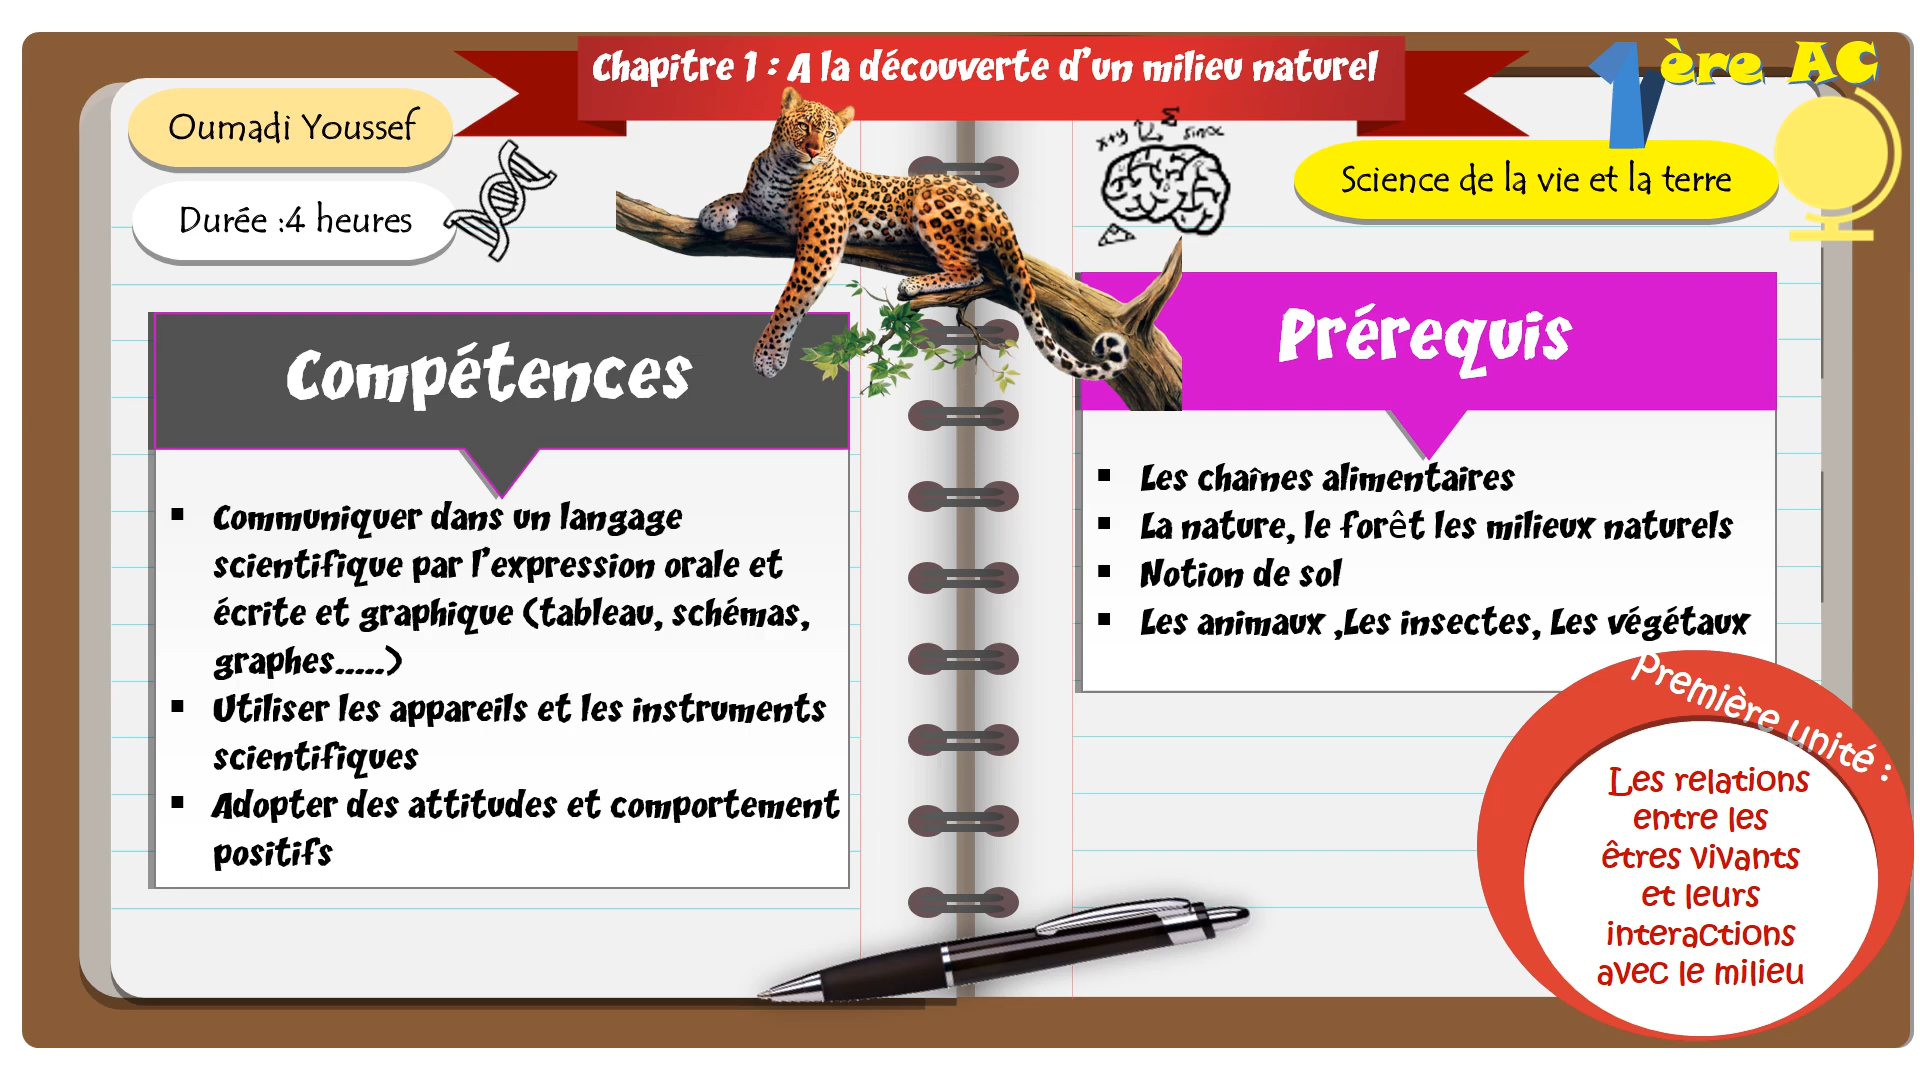 Chapitre 1 : A la découverte d'un milieu naturel
1ère AC
Oumadi Youssef
Durée :4 heures
x+y Σ sinα
Science de la vie et la terre
Compétences
▪ Communiquer dans un langage
scientifique par l'expression orale et
écrite et graphique (tableau, schémas,
graphes.....)
▪ Utiliser les appareils et les instruments
scientifiques
▪ Adopter des attitudes et comportement
positifs
Prérequis
▪ Les chaînes alimentaires
▪ La nature, le forêt les milieux naturels
▪ Notion de sol
▪ Les animaux ,Les insectes, Les végétaux
Première unité :
Les relations
entre les
êtres vivants
et leurs
interactions
avec le milieu